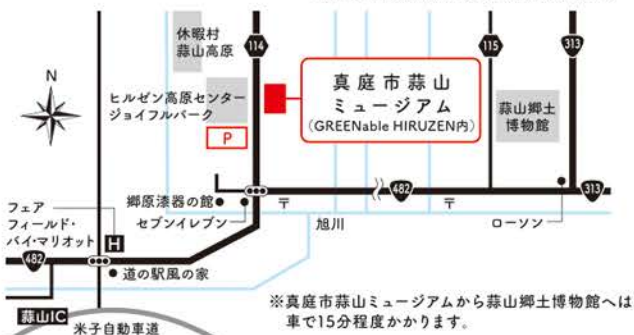 休暇村
蒜山高原
114
115
313
N
ヒルゼン高原センター
ジョイフルパーク
P
真庭市蒜山
ミュージアム
(GREENable HIRUZEN内)
蒜山郷土
博物館
482
313
郷原漆器の館
セブンイレブン
〒
旭川
〒
ローソン
フェア
フィールド・
バイ・マリオット
H
482
道の駅風の家
蒜山IC
米子自動車道
※真庭市蒜山ミュージアムから蒜山郷土博物館へは
車で15分程度かかります。